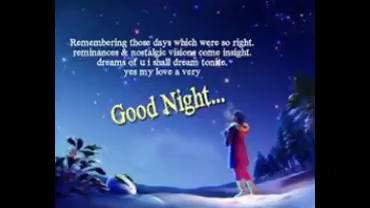 Remembering those days which were so right.
reminances & nostalgic visions come insight.
dreams of u i shall dream tonite.
yes my love a very
Good Night...